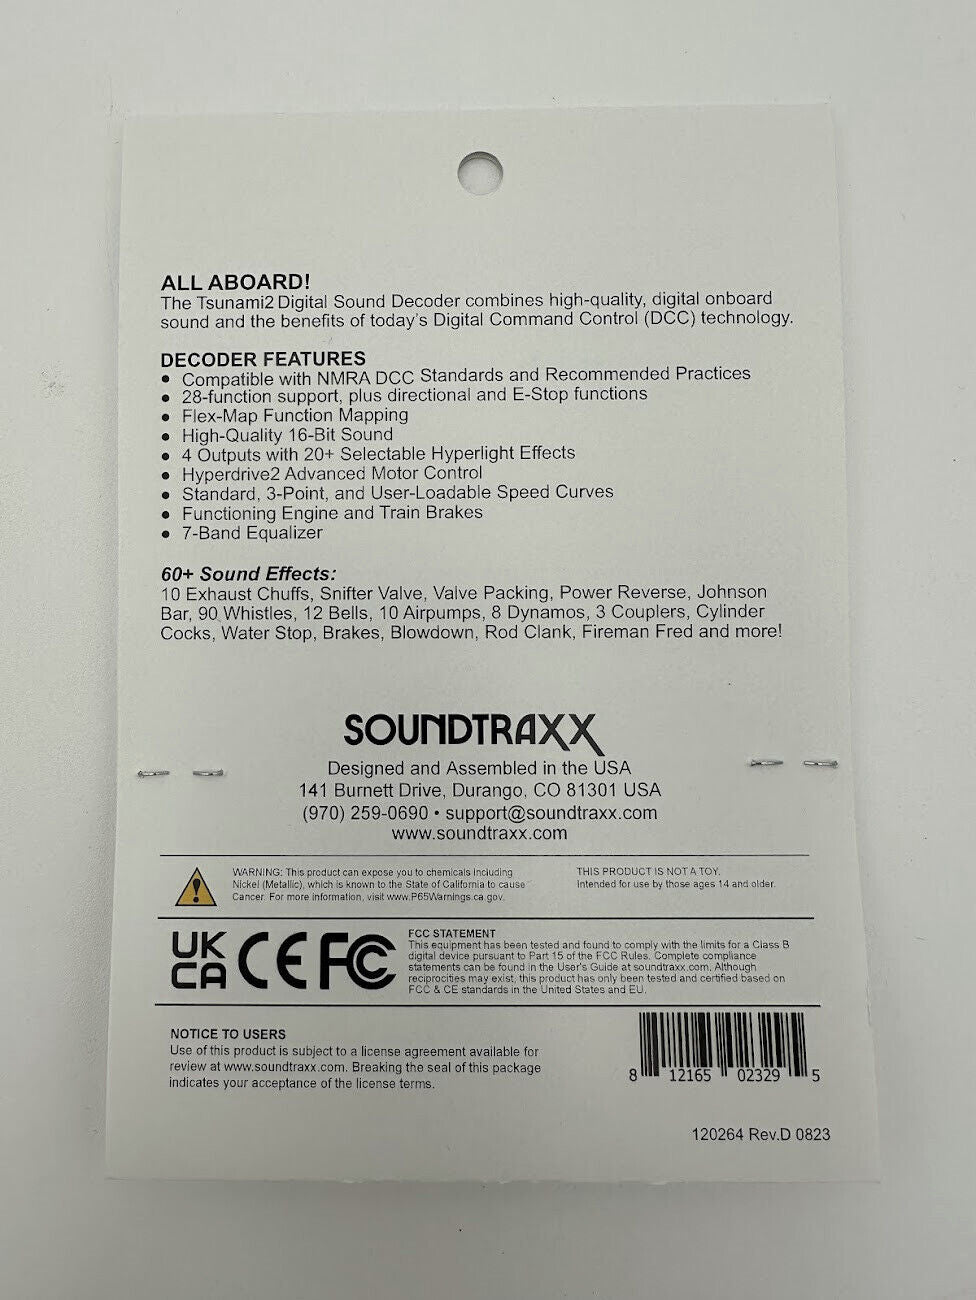 ALL ABOARD!
The Tsunami2 Digital Sound Decoder combines high-quality, digital onboard
sound and the benefits of today's Digital Command Control (DCC) technology.
DECODER FEATURES
• Compatible with NMRA DCC Standards and Recommended Practices
• 28-function support, plus directional and E-Stop functions
• Flex-Map Function Mapping
• High-Quality 16-Bit Sound
• 4 Outputs with 20+ Selectable Hyperlight Effects
• Hyperdrive2 Advanced Motor Control
• Standard, 3-Point, and User-Loadable Speed Curves
• Functioning Engine and Train Brakes
• 7-Band Equalizer
60+ Sound Effects:
10 Exhaust Chuffs, Snifter Valve, Valve Packing, Power Reverse, Johnson
Bar, 90 Whistles, 12 Bells, 10 Airpumps, 8 Dynamos, 3 Couplers, Cylinder
Cocks, Water Stop, Brakes, Blowdown, Rod Clank, Fireman Fred and more!
SOUNDTRAXX
Designed and Assembled in the USA
141 Burnett Drive, Durango, CO 81301 USA
(970) 259-0690 • support@soundtraxx.com
www.soundtraxx.com
WARNING: This product can expose you to chemicals including
Nickel (Metallic), which is known to the State of California to cause
Cancer. For more information, visit www.P65Warnings.ca.gov.
THIS PRODUCT IS NOT A TOY.
Intended for use by those ages 14 and older.
UK
CA
CE FC
FCC STATEMENT
This equipment has been tested and found to comply with the limits for a Class B
digital device pursuant to Part 15 of the FCC Rules. Complete compliance
statements can be found in the User's Guide at soundtraxx.com. Although
reciprocities may exist, this product has only been tested and certified based on
FCC & CE standards in the United States and EU.
NOTICE TO USERS
Use of this product is subject to a license agreement available for
review at www.soundtraxx.com. Breaking the seal of this package
indicates your acceptance of the license terms.
8 12165 02329 5
120264 Rev.D 0823